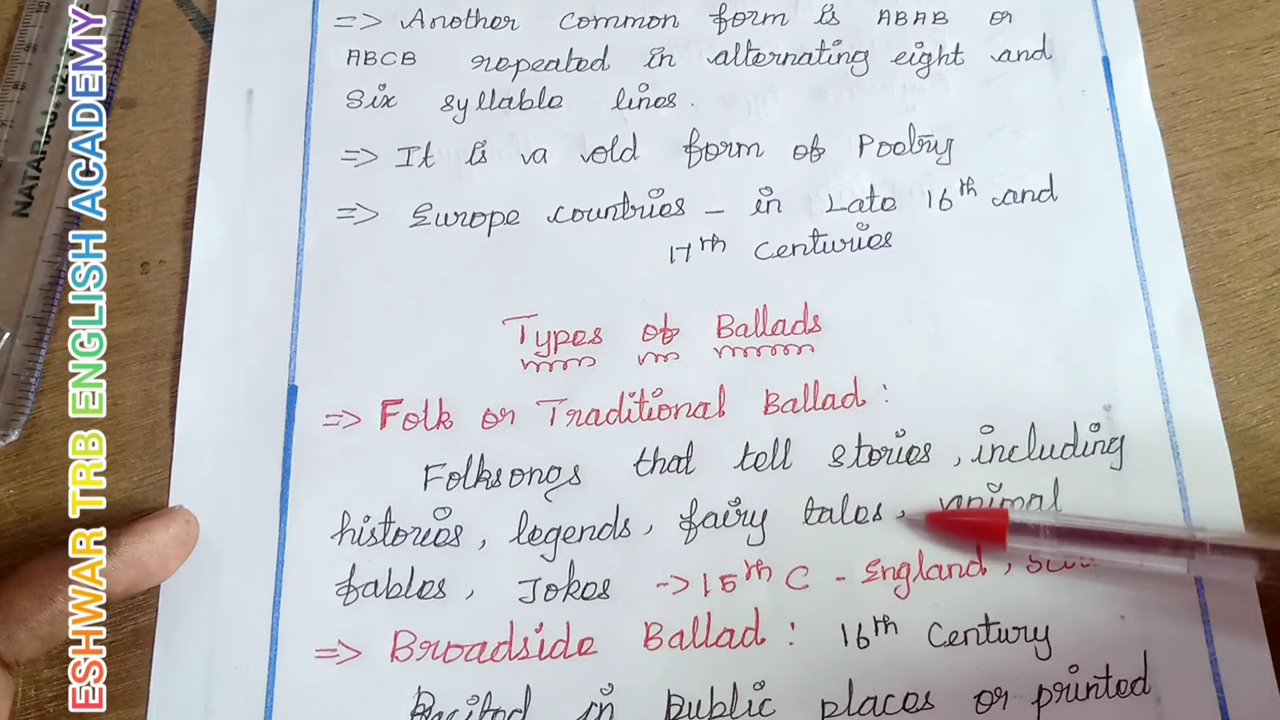 => Another common form is ABAB or
ABCB repeated in alternating eight and
six syllable lines.
=> It is a old form of Poetry
=> Europe countries - in Late 16th and
17th Centuries
Types of Ballads
=> Folk or Traditional Ballad :
Folksongs that tell stories, including
histories, legends, fairy tales, animal
fables, Jokes -> 15th C - England,
=> Broadside Ballad : 16th Century
Recited in public places or printed
NATARAJ
ESHWAR TRB ENGLISH ACADEMY